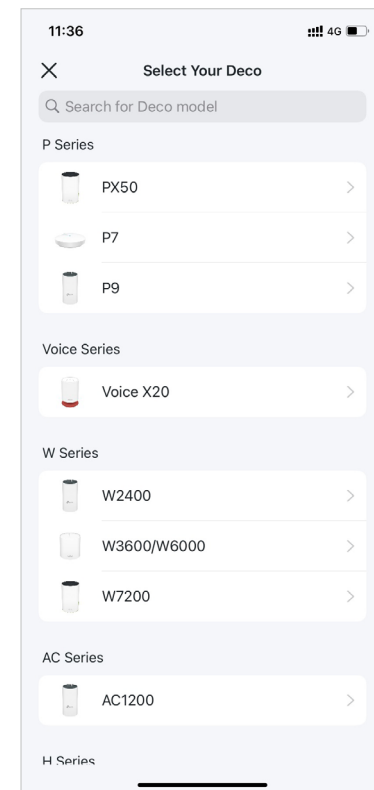 11:36
4G
Select Your Deco
Search for Deco model
P Series
PX50
P7
P9
Voice Series
Voice X20
W Series
W2400
W3600/W6000
W7200
AC Series
AC1200
H Series